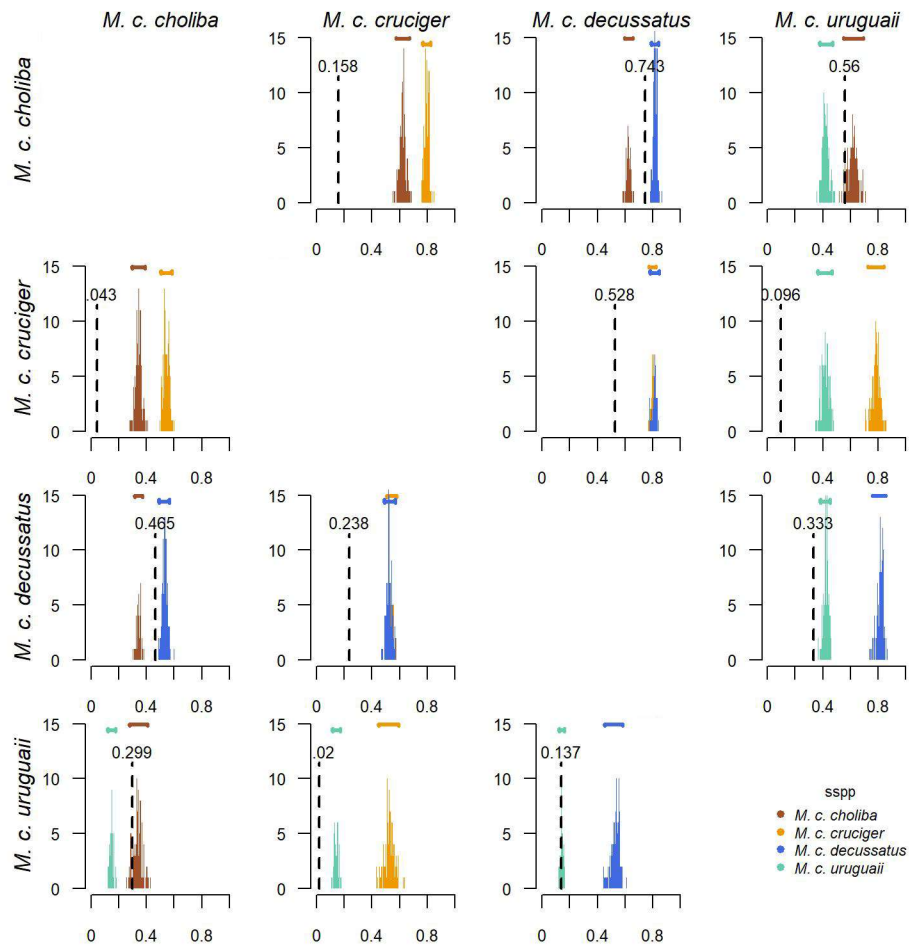 M. c. choliba M. c. cruciger M. c. decussatus M. c. uruguaii
M. c. choliba
15 10 5 0
0.158
0 0.4 0.8
15 10 5 0
0.743
0 0.4 0.8
15 10 5 0
0.56
0 0.4 0.8
M. c. cruciger
15 10 5 0
.043
0 0.4 0.8
15 10 5 0
0.528
0 0.4 0.8
15 10 5 0
0.096
0 0.4 0.8
M. c. decussatus
15 10 5 0
0.465
0 0.4 0.8
15 10 5 0
0.238
0 0.4 0.8
15 10 5 0
0.333
0 0.4 0.8
M. c. uruguaii
15 10 5 0
0.299
0 0.4 0.8
15 10 5 0
.02
0 0.4 0.8
15 10 5 0
0.137
0 0.4 0.8
sspp
M. c. choliba
M. c. cruciger
M. c. decussatus
M. c. uruguaii